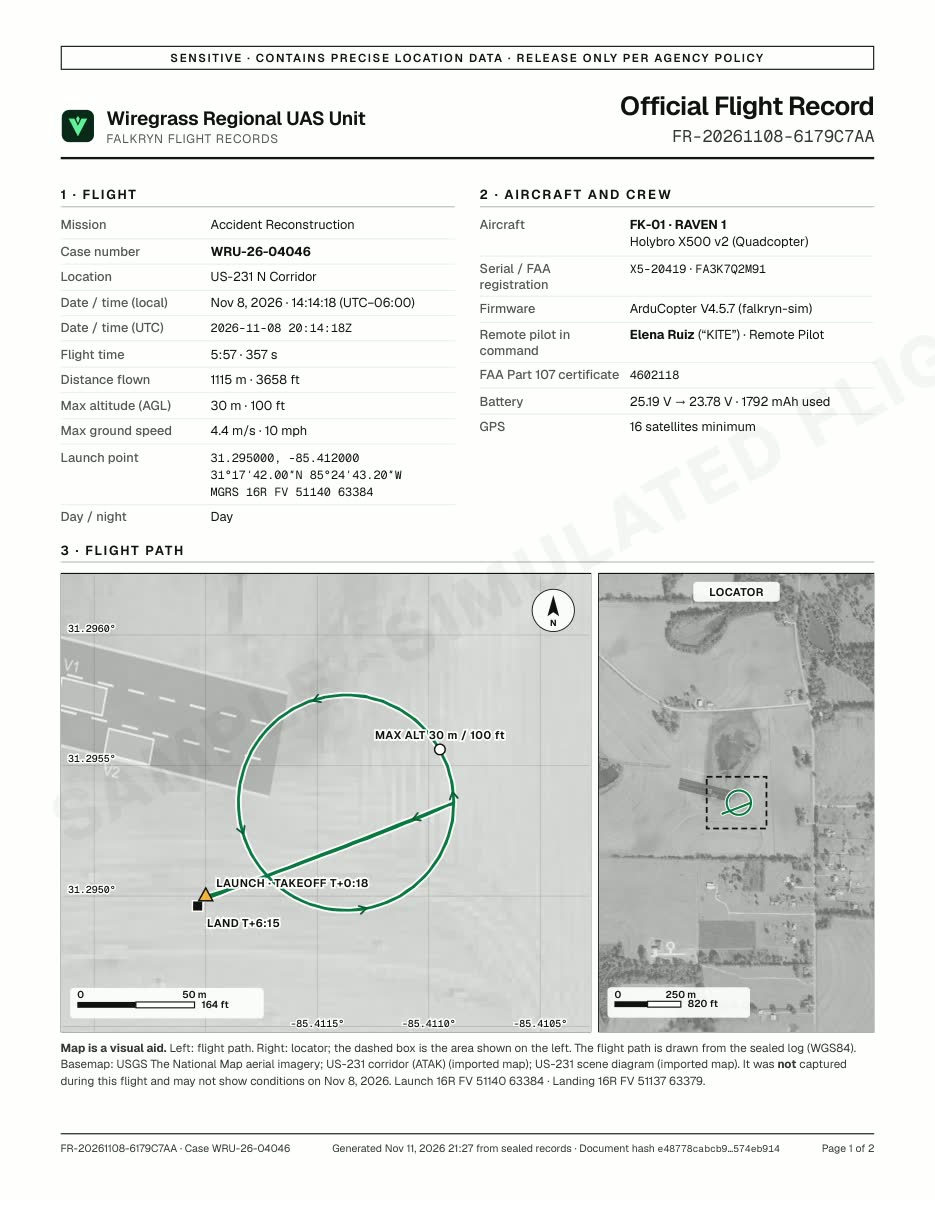 SENSITIVE · CONTAINS PRECISE LOCATION DATA · RELEASE ONLY PER AGENCY POLICY
Wiregrass Regional UAS Unit
FALKRYN FLIGHT RECORDS
Official Flight Record
FR-20261108-6179C7AA
1 · FLIGHT
Mission Accident Reconstruction
Case number WRU-26-04046
Location US-231 N Corridor
Date / time (local) Nov 8, 2026 · 14:14:18 (UTC−06:00)
Date / time (UTC) 2026-11-08 20:14:18Z
Flight time 5:57 · 357 s
Distance flown 1115 m · 3658 ft
Max altitude (AGL) 30 m · 100 ft
Max ground speed 4.4 m/s · 10 mph
Launch point 31.295000, -85.412000
31°17'42.00"N 85°24'43.20"W
MGRS 16R FV 51140 63384
Day / night Day
2 · AIRCRAFT AND CREW
Aircraft FK-01 · RAVEN 1
Holybro X500 v2 (Quadcopter)
Serial / FAA registration X5-20419 · FA3K7Q2M91
Firmware ArduCopter V4.5.7 (falkryn-sim)
Remote pilot in command Elena Ruiz (“KITE”) · Remote Pilot
FAA Part 107 certificate 4602118
Battery 25.19 V → 23.78 V · 1792 mAh used
GPS 16 satellites minimum
SAMPLE · SIMULATED FLIG
3 · FLIGHT PATH
N
31.2960°
V1
MAX ALT 30 m / 100 ft
31.2955°
V2
LAUNCH · TAKEOFF T+0:18
31.2950°
LAND T+6:15
0 50 m
164 ft
-85.4115° -85.4110° -85.4105°
LOCATOR
0 250 m
820 ft
Map is a visual aid. Left: flight path. Right: locator; the dashed box is the area shown on the left. The flight path is drawn from the sealed log (WGS84).
Basemap: USGS The National Map aerial imagery; US-231 corridor (ATAK) (imported map); US-231 scene diagram (imported map). It was not captured
during this flight and may not show conditions on Nov 8, 2026. Launch 16R FV 51140 63384 · Landing 16R FV 51137 63379.
FR-20261108-6179C7AA · Case WRU-26-04046
Generated Nov 11, 2026 21:27 from sealed records · Document hash e48778cabcb9…574eb914
Page 1 of 2